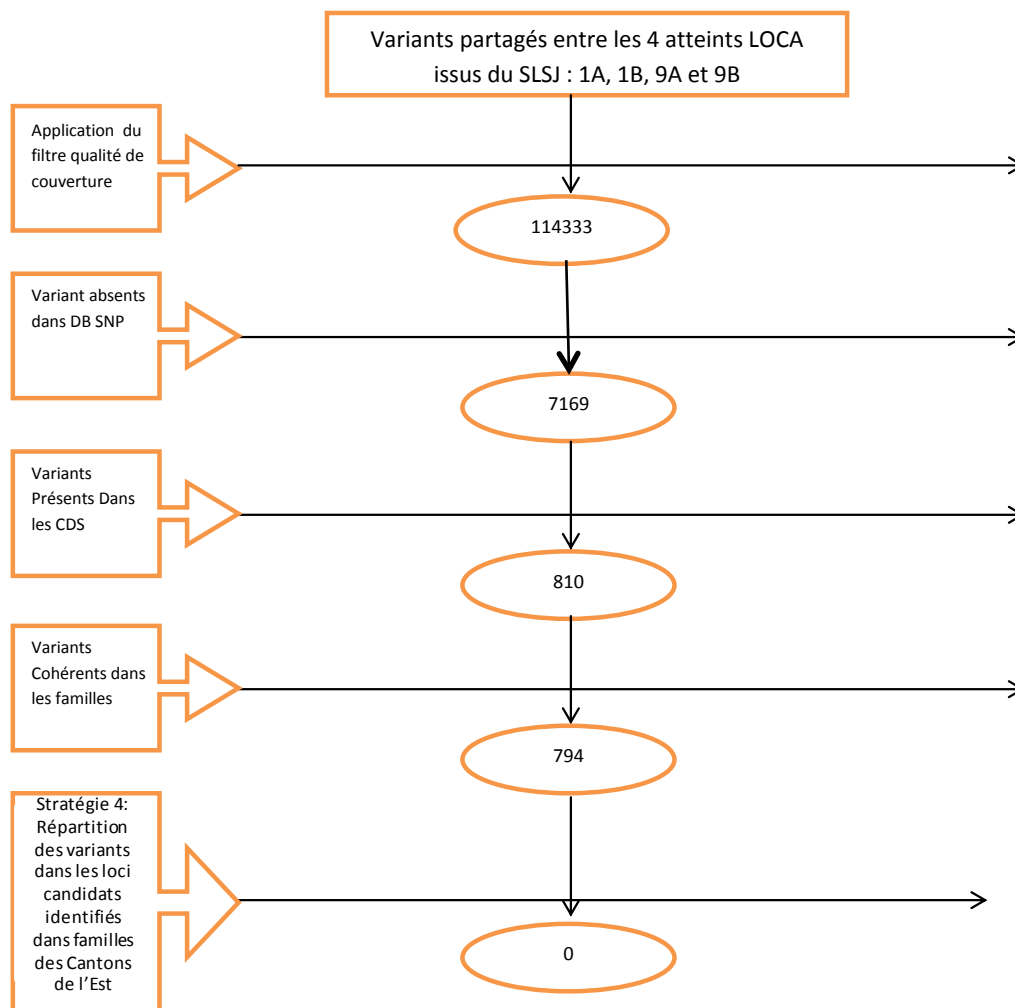 Variants partagés entre les 4 atteints LOCA
issus du SLSJ : 1A, 1B, 9A et 9B
Application du
filtre qualité de
couverture
114333
Variant absents
dans DB SNP
7169
Variants
Présents Dans
les CDS
810
Variants
Cohérents dans
les familles
794
Stratégie 4:
Répartition
des variants
dans les loci
candidats
identifiés
dans familles
des Cantons
de l'Est
0